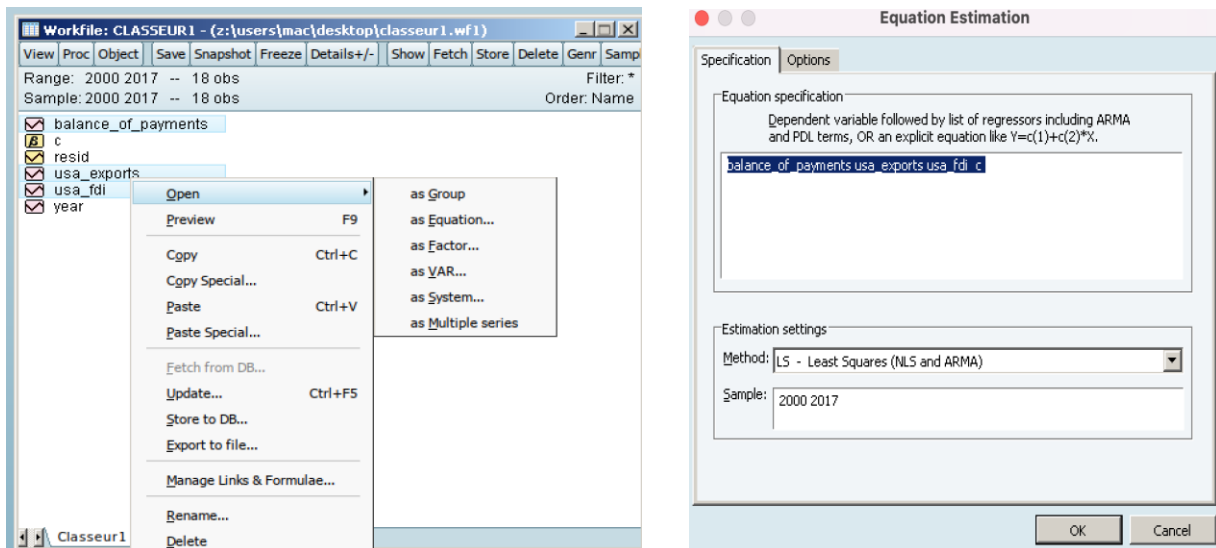 Workfile: CLASSEUR1 - (z:\users\mac\desktop\classeur1.wf1)
View Proc Object Save Snapshot Freeze Details+/- Show Fetch Store Delete Genr Samp
Range: 2000 2017 -- 18 obs Filter: *
Sample: 2000 2017 -- 18 obs Order: Name
balance_of_payments
β c
resid
usa_exports
usa_fdi
year
Open
Preview F9
Copy Ctrl+C
Copy Special...
Paste Ctrl+V
Paste Special...
Fetch from DB...
Update... Ctrl+F5
Store to DB...
Export to file...
Manage Links & Formulae...
Rename...
Delete
as Group
as Equation...
as Factor...
as VAR...
as System...
as Multiple series
Classeur1
Equation Estimation
Specification Options
Equation specification
Dependent variable followed by list of regressors including ARMA
and PDL terms, OR an explicit equation like Y=c(1)+c(2)*X.
balance_of_payments usa_exports usa_fdi c
Estimation settings
Method: LS - Least Squares (NLS and ARMA)
Sample: 2000 2017
OK Cancel